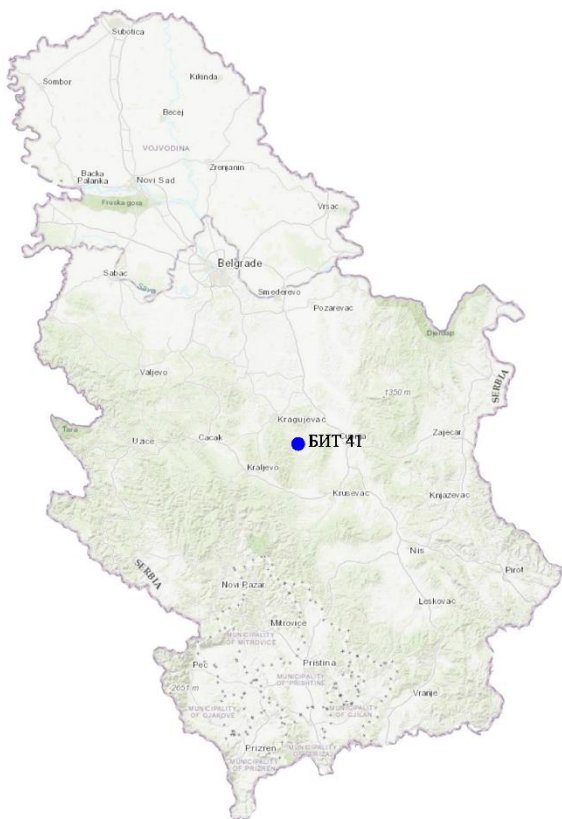 Subotica
Sombor
Kikinda
Becej
VOJVODINA
Zrenjanin
Backa
Palanka
Novi Sad
Fruska gora
Vrsac
Belgrade
Sabac
Sava
Smederevo
Pozarevac
Djerdap
SERBIA
Valjevo
1350 m
Kragujevac
Tara
Uzice
Cacak
БИТ 41
Zajecar
Kraljevo
Krusevac
Knjazevac
Nis
Pirot
SERBIA
Novi Pazar
Leskovac
Mitrovice
MUNICIPALITY
OF MITROVICE
Peć
Pristina
2651 m
MUNICIPALITY
OF PRISHTINE
Vranje
MUNICIPALITY
OF GJAKOVE
MUNICIPALITY
OF GJILAN
Prizren
MUNICIPALITY
OF PRIZREN